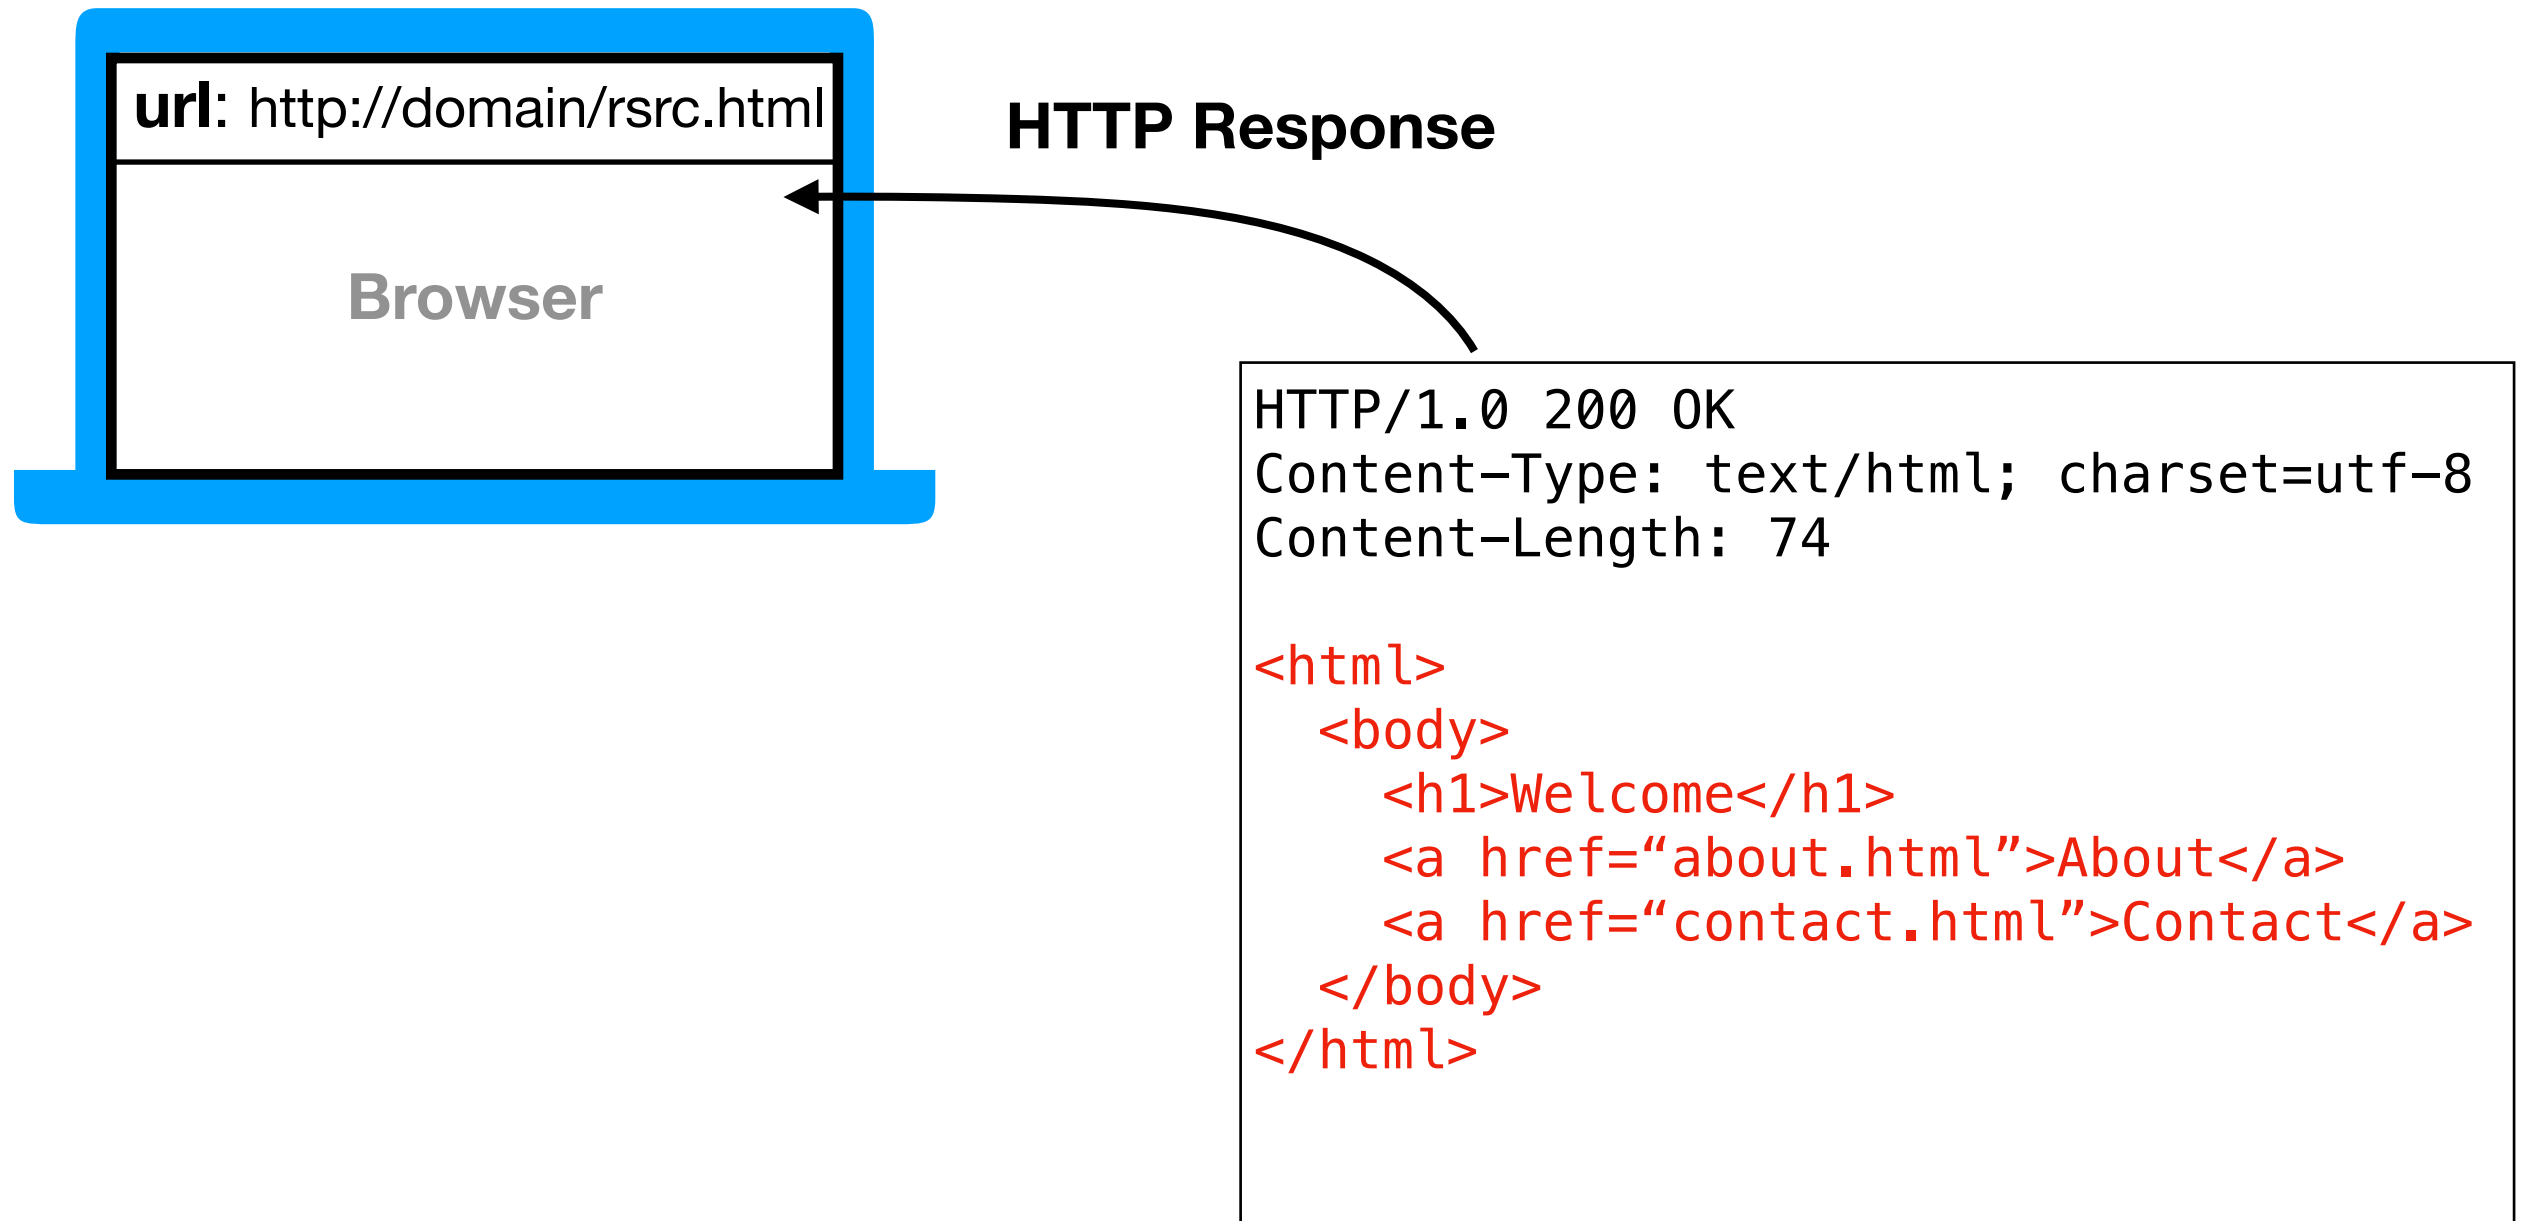 url: http://domain/rsrc.html
HTTP Response
Browser
HTTP/1.0 200 OK
Content-Type: text/html; charset=utf-8
Content-Length: 74

<html>
  <body>
    <h1>Welcome</h1>
    <a href=“about.html”>About</a>
    <a href=“contact.html”>Contact</a>
  </body>
</html>